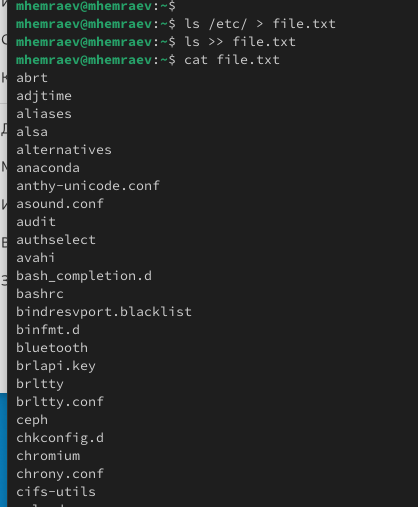 mhemraev@mhemraev:~$
mhemraev@mhemraev:~$ ls /etc/ > file.txt
mhemraev@mhemraev:~$ ls >> file.txt
mhemraev@mhemraev:~$ cat file.txt
abrt
adjtime
aliases
alsa
alternatives
anaconda
anthy-unicode.conf
asound.conf
audit
authselect
avahi
bash_completion.d
bashrc
bindresvport.blacklist
binfmt.d
bluetooth
brlapi.key
brltty
brltty.conf
ceph
chkconfig.d
chromium
chrony.conf
cifs-utils